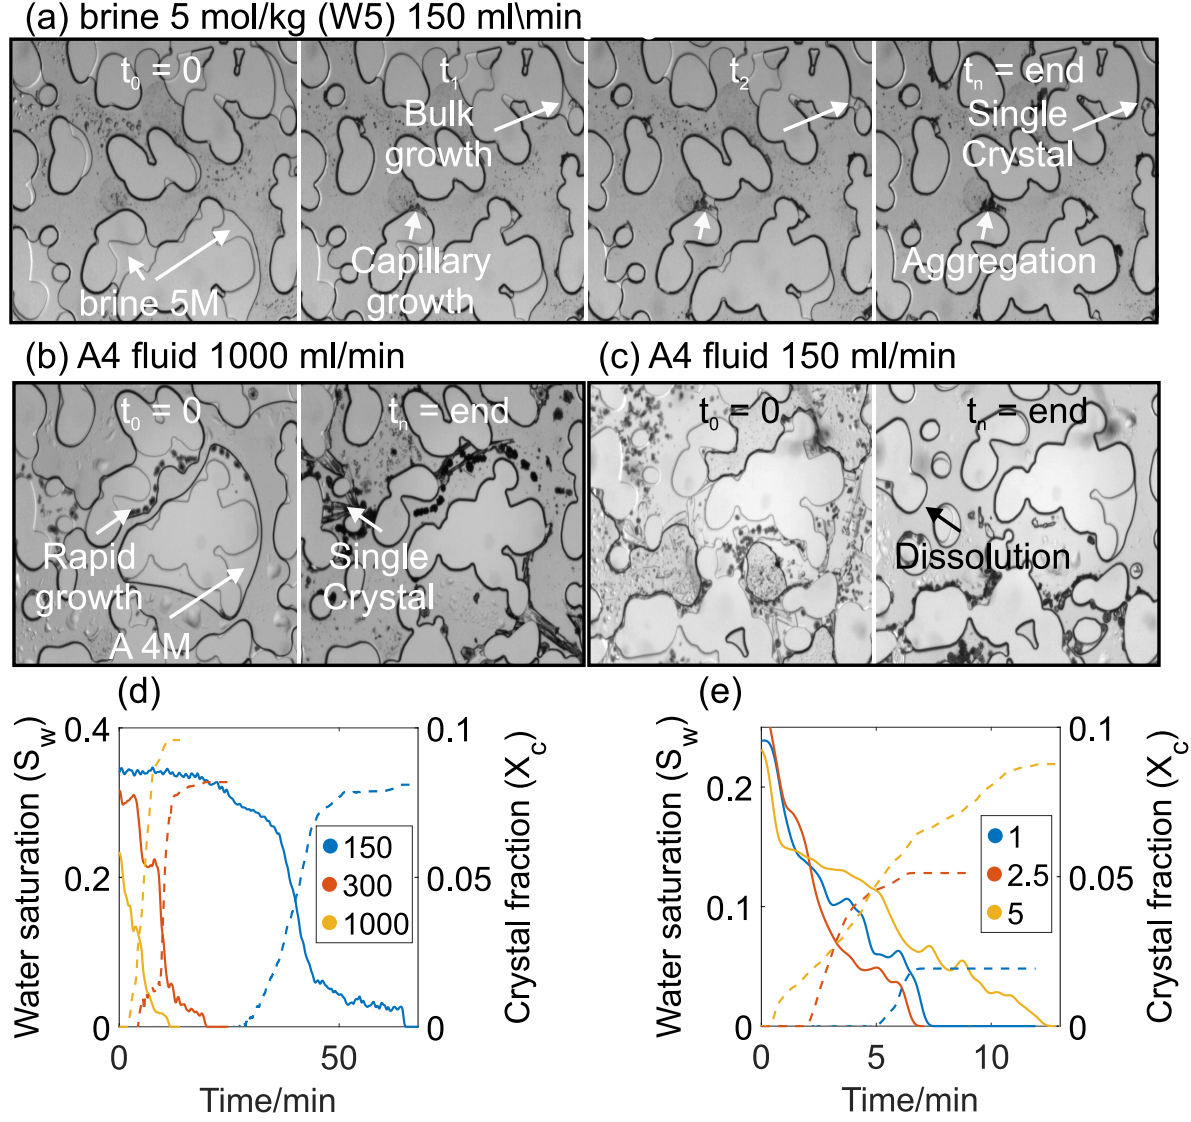 (a) brine 5 mol/kg (W5) 150 ml\min
t0 = 0
t1
t2
tn = end
Bulk
growth
Single
Crystal
brine 5M
Capillary
growth
Aggregation
(b) A4 fluid 1000 ml/min
(c) A4 fluid 150 ml/min
t0 = 0
tn = end
t0 = 0
tn = end
Rapid
growth
A 4M
Single
Crystal
Dissolution
(d)
(e)
Water saturation (Sw)
0.4
0.2
0
0.1
0.05
0
Crystal fraction (Xc)
150
300
1000
0
50
Time/min
Water saturation (Sw)
0.2
0.1
0
0.1
0.05
0
Crystal fraction (Xc)
1
2.5
5
0
5
10
Time/min